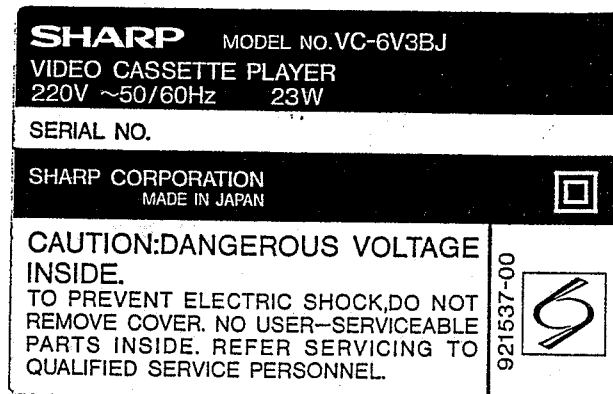 SHARP MODEL NO.VC-6V3BJ
VIDEO CASSETTE PLAYER
220V ~50/60Hz 23W
SERIAL NO.
SHARP CORPORATION
MADE IN JAPAN
CAUTION:DANGEROUS VOLTAGE
INSIDE.
TO PREVENT ELECTRIC SHOCK,DO NOT
REMOVE COVER. NO USER-SERVICEABLE
PARTS INSIDE. REFER SERVICING TO
QUALIFIED SERVICE PERSONNEL.
921537-00